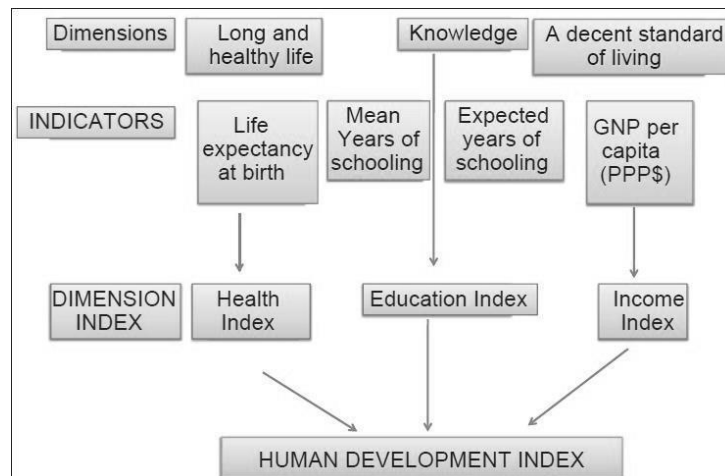 Dimensions
Long and
healthy life
Knowledge
A decent standard
of living
INDICATORS
Life
expectancy
at birth
Mean
Years of
schooling
Expected
years of
schooling
GNP per
capita
(PPP$)
DIMENSION
INDEX
Health
Index
Education Index
Income
Index
HUMAN DEVELOPMENT INDEX